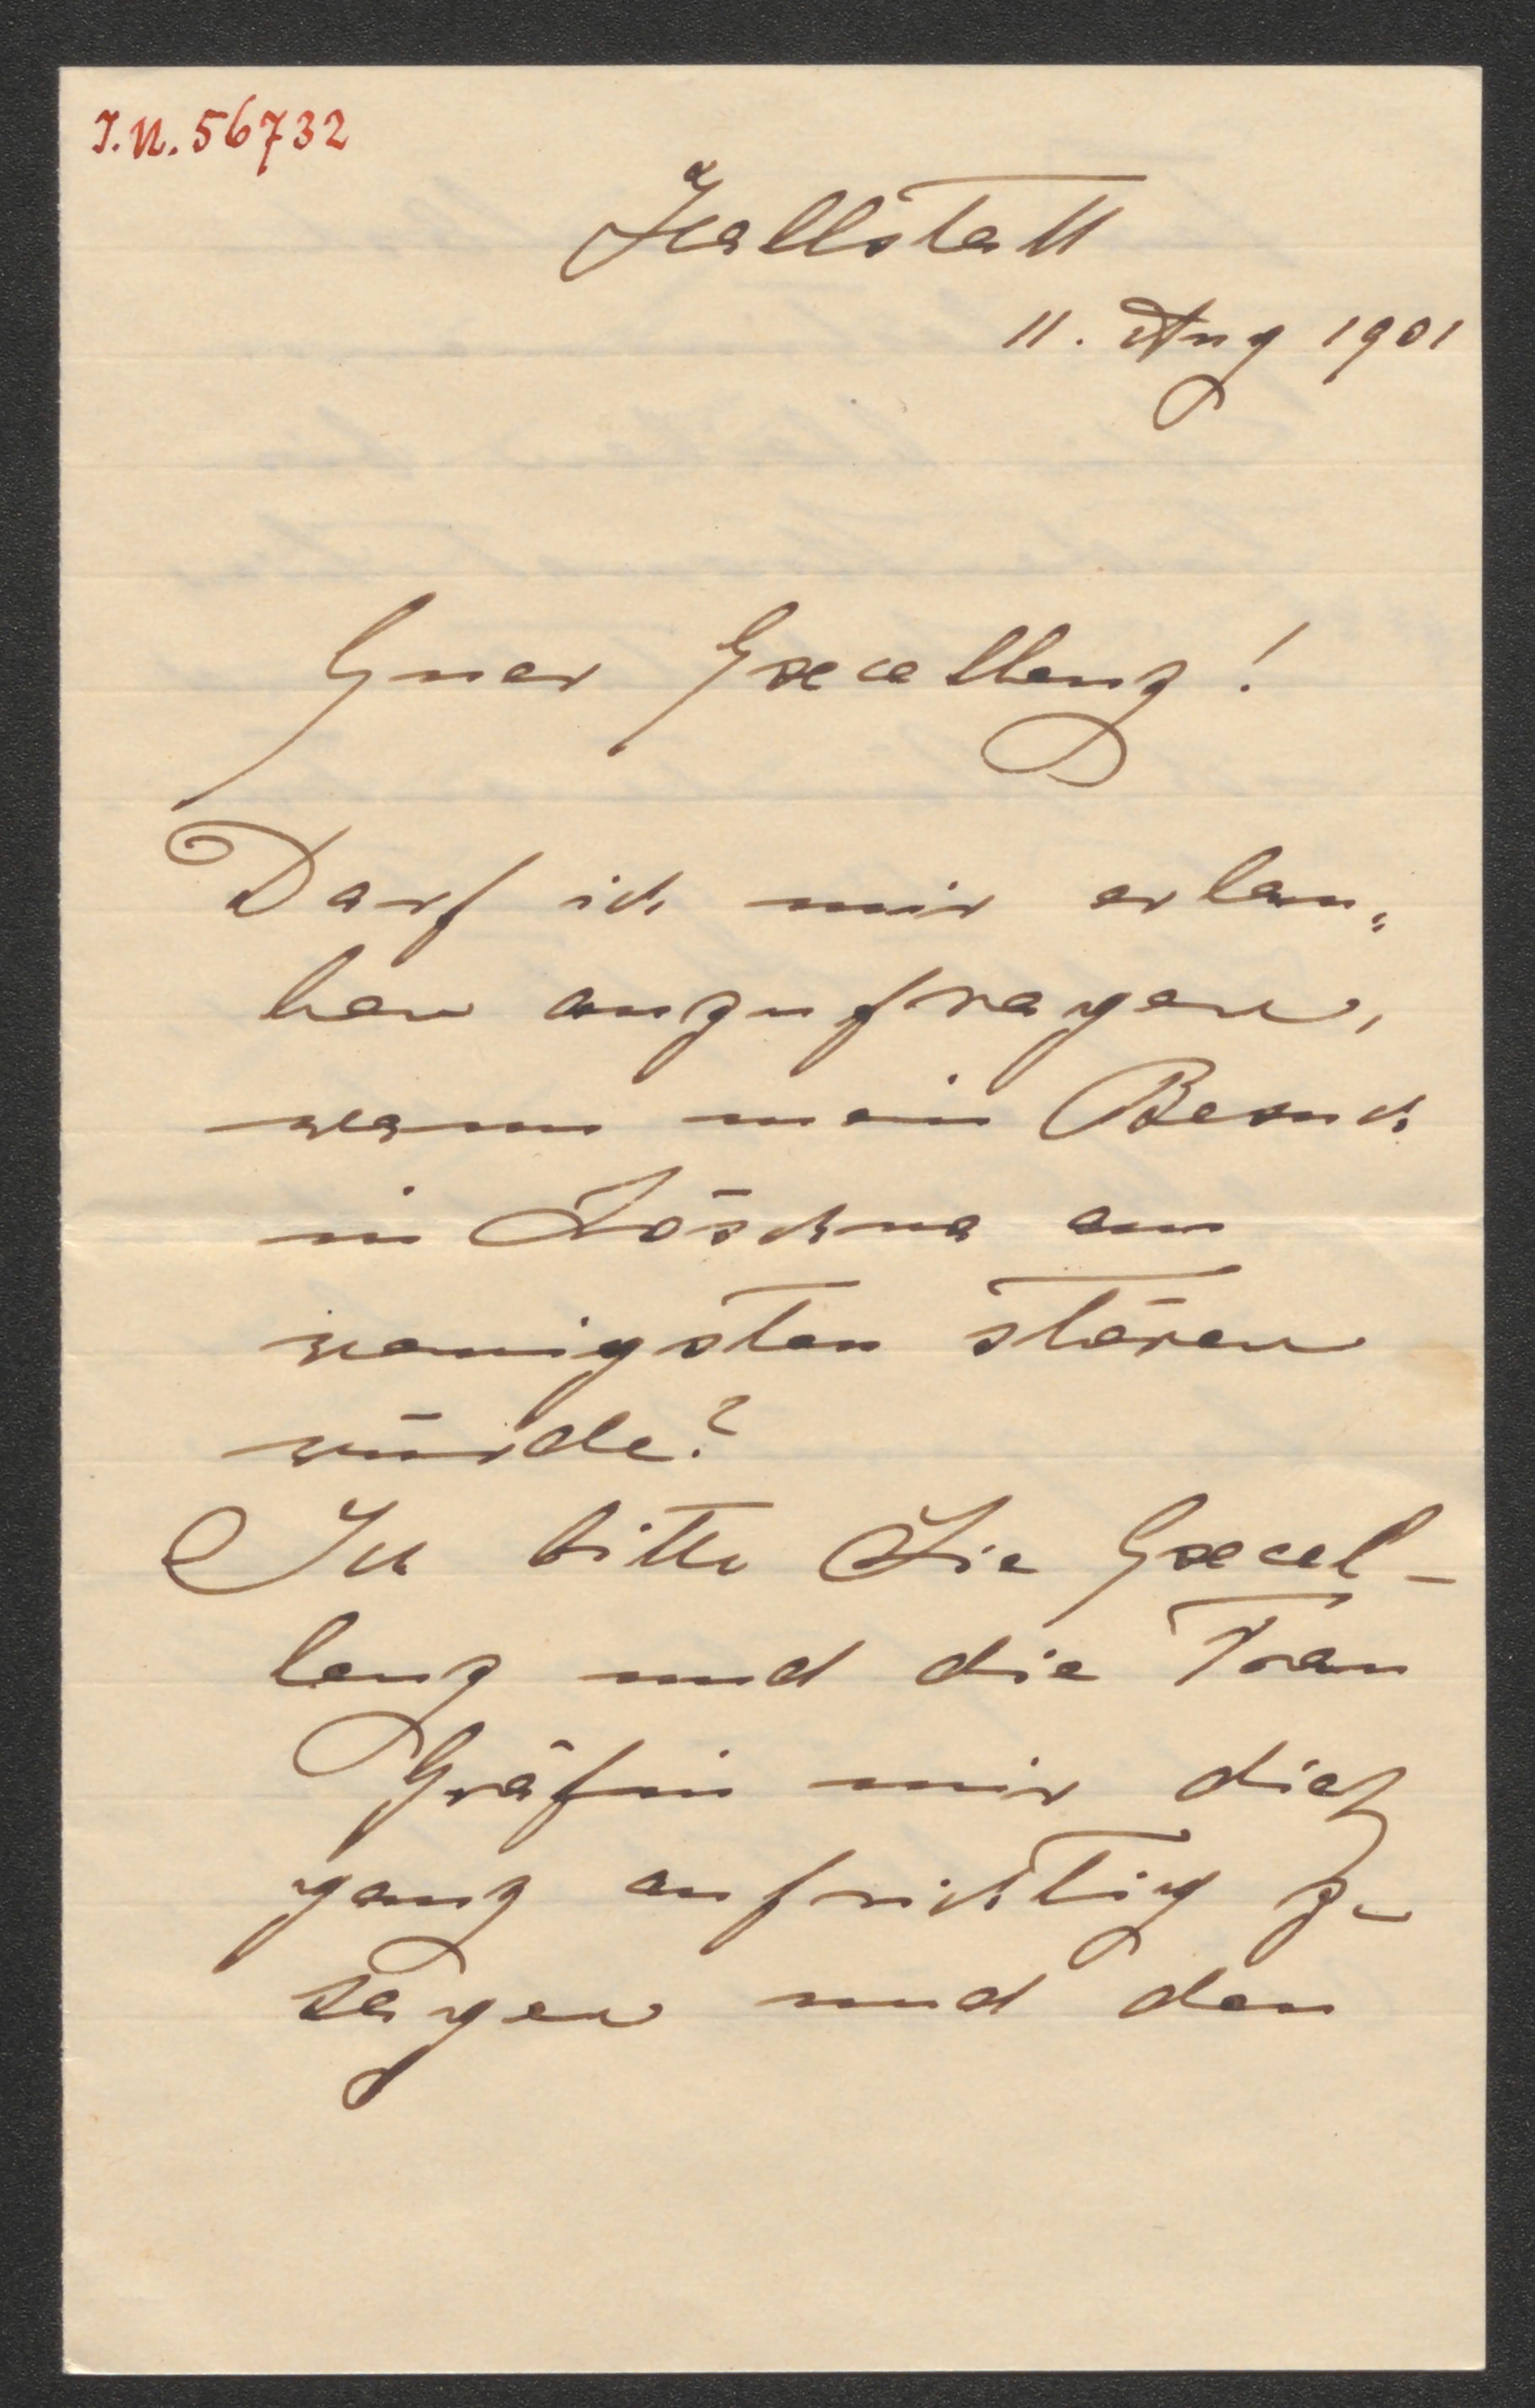 J.N. 56732
Hallstatt
11. Aug 1901
Euer Excellenz!
Darf ich mir erlau=
ben anzufragen,
wann mein Besuch
in Löschna am
wenigsten stören
würde?
Ich bitte Sie Excel-
lenz und die Frau
Gräfin mir dieß
ganz aufrichtig zu
sagen und den